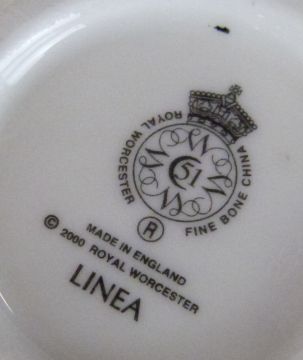 ROYAL WORCESTER
51
FINE BONE CHINA
®
MADE IN ENGLAND
© 2000 ROYAL WORCESTER
LINEA